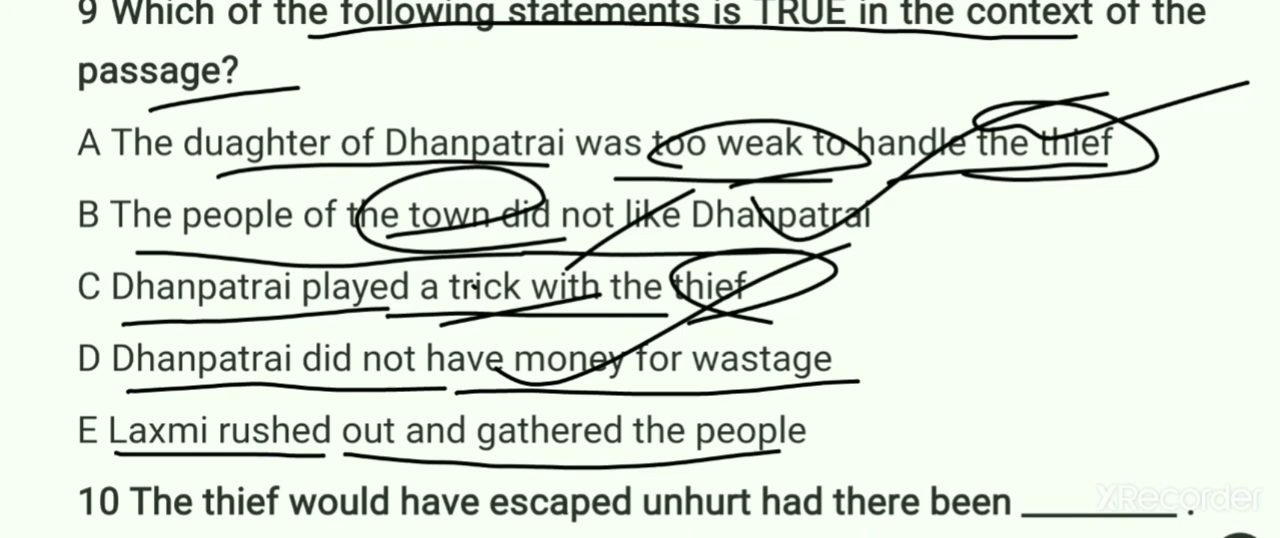 9 Which of the following statements is TRUE in the context of the
passage?
A The duaghter of Dhanpatrai was too weak to handle the thief
B The people of the town did not like Dhanpatrai
C Dhanpatrai played a trick with the thief
D Dhanpatrai did not have money for wastage
E Laxmi rushed out and gathered the people
10 The thief would have escaped unhurt had there been ________ .
XRecorder